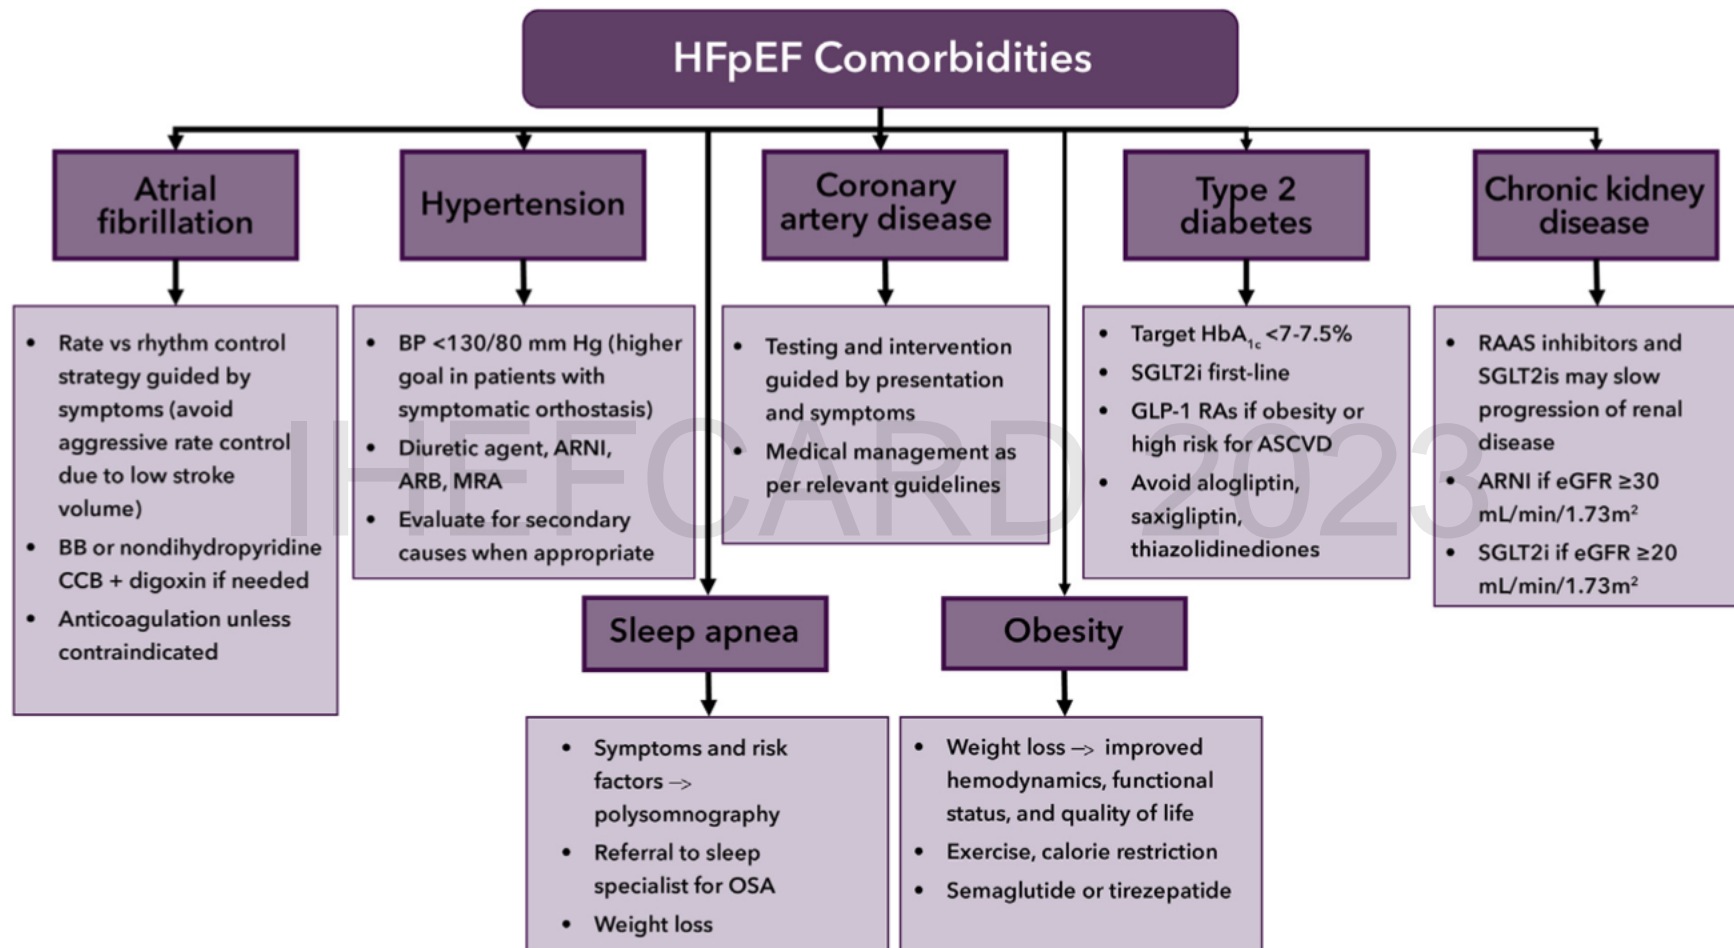 HFpEF Comorbidities
Atrial
fibrillation
Hypertension
Coronary
artery disease
Type 2
diabetes
Chronic kidney
disease
• Rate vs rhythm control
strategy guided by
symptoms (avoid
aggressive rate control
due to low stroke
volume)
• BB or nondihydropyridine
CCB + digoxin if needed
• Anticoagulation unless
contraindicated
• BP <130/80 mm Hg (higher
goal in patients with
symptomatic orthostasis)
• Diuretic agent, ARNI,
ARB, MRA
• Evaluate for secondary
causes when appropriate
• Testing and intervention
guided by presentation
and symptoms
• Medical management as
per relevant guidelines
• Target HbA₁c <7-7.5%
• SGLT2i first-line
• GLP-1 RAs if obesity or
high risk for ASCVD
• Avoid alogliptin,
saxigliptin,
thiazolidinediones
• RAAS inhibitors and
SGLT2is may slow
progression of renal
disease
• ARNI if eGFR ≥30
mL/min/1.73m²
• SGLT2i if eGFR ≥20
mL/min/1.73m²
IHEFCARD 2023
Sleep apnea
Obesity
• Symptoms and risk
factors –>
polysomnography
• Referral to sleep
specialist for OSA
• Weight loss
• Weight loss –> improved
hemodynamics, functional
status, and quality of life
• Exercise, calorie restriction
• Semaglutide or tirezepatide